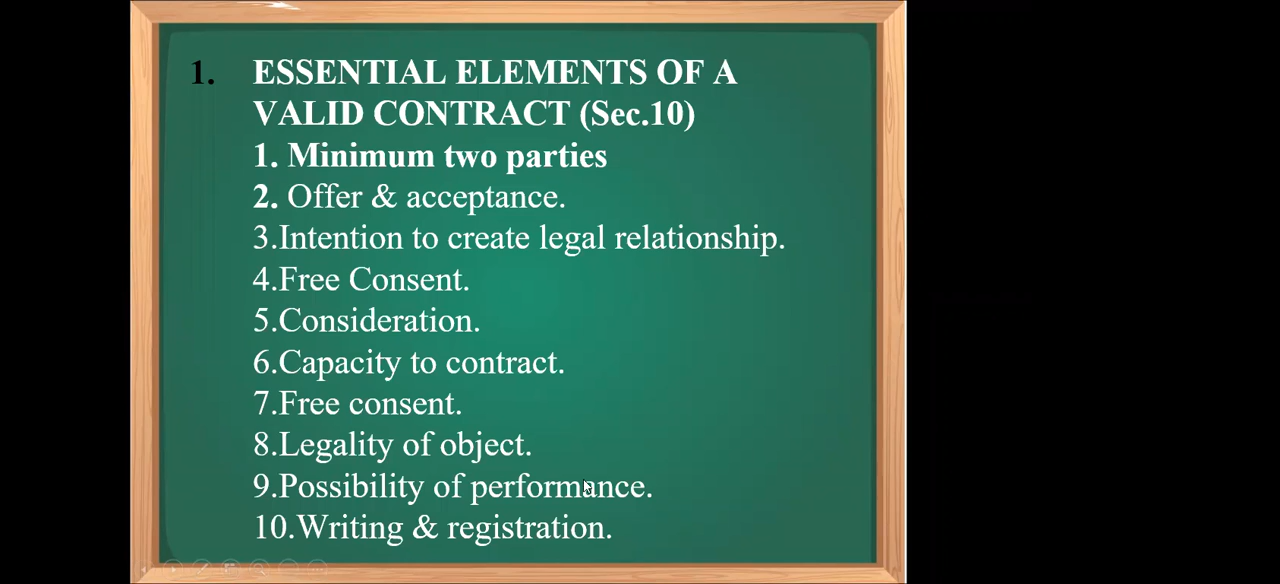 1. ESSENTIAL ELEMENTS OF A
VALID CONTRACT (Sec.10)
1. Minimum two parties
2. Offer & acceptance.
3.Intention to create legal relationship.
4.Free Consent.
5.Consideration.
6.Capacity to contract.
7.Free consent.
8.Legality of object.
9.Possibility of performance.
10.Writing & registration.